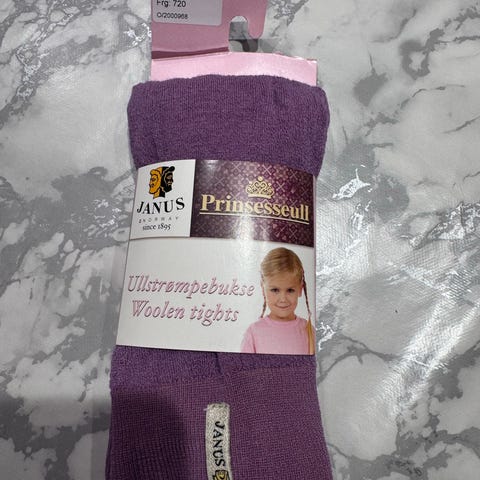 Frg: 720
O/2000968
JANUS
NORWAY
since 1895
Prinsesseull
Ullstrømpebukse
Woolen tights
JANUS